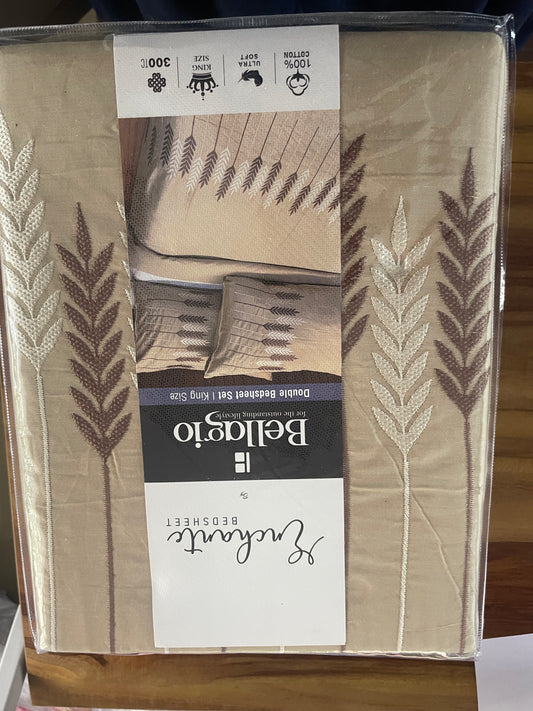 Enchante
BEDSHEET
By
Bellagio
for the outstanding lifestyle
Double Bedsheet Set | King Size
100%
COTTON
ULTRA
SOFT
KING
SIZE
300TC